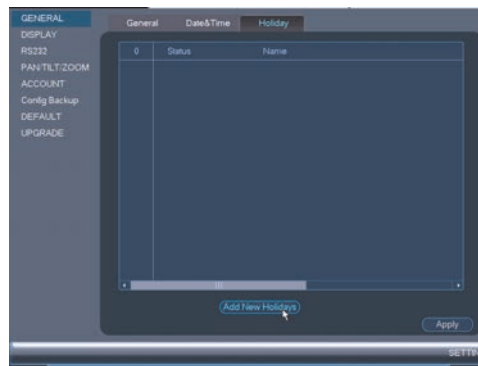 GENERAL
General Date&Time Holiday
DISPLAY
RS232
0 Status Name
PAN/TILT/ZOOM
ACCOUNT
Config Backup
DEFAULT
UPGRADE
Add New Holidays
Apply
SETTIN